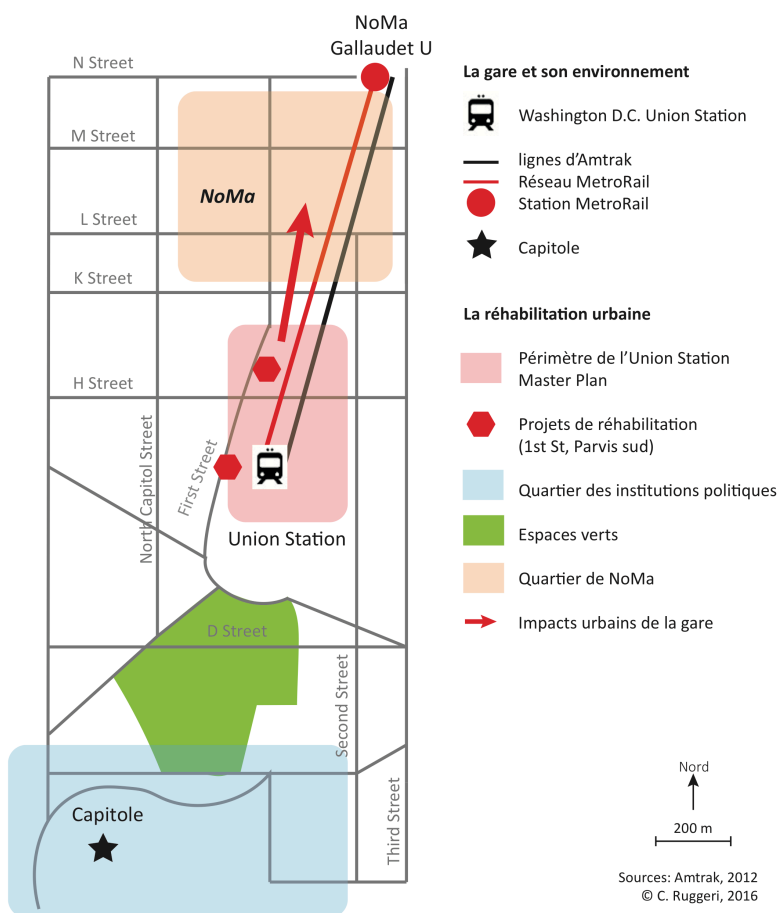 NoMa
Gallaudet U
N Street
M Street
NoMa
L Street
K Street
H Street
North Capitol Street
First Street
Union Station
D Street
Second Street
Third Street
Capitole
La gare et son environnement
Washington D.C. Union Station
lignes d’Amtrak
Réseau MetroRail
Station MetroRail
Capitole
La réhabilitation urbaine
Périmètre de l’Union Station
Master Plan
Projets de réhabilitation
(1st St, Parvis sud)
Quartier des institutions politiques
Espaces verts
Quartier de NoMa
Impacts urbains de la gare
Nord
200 m
Sources: Amtrak, 2012
© C. Ruggeri, 2016